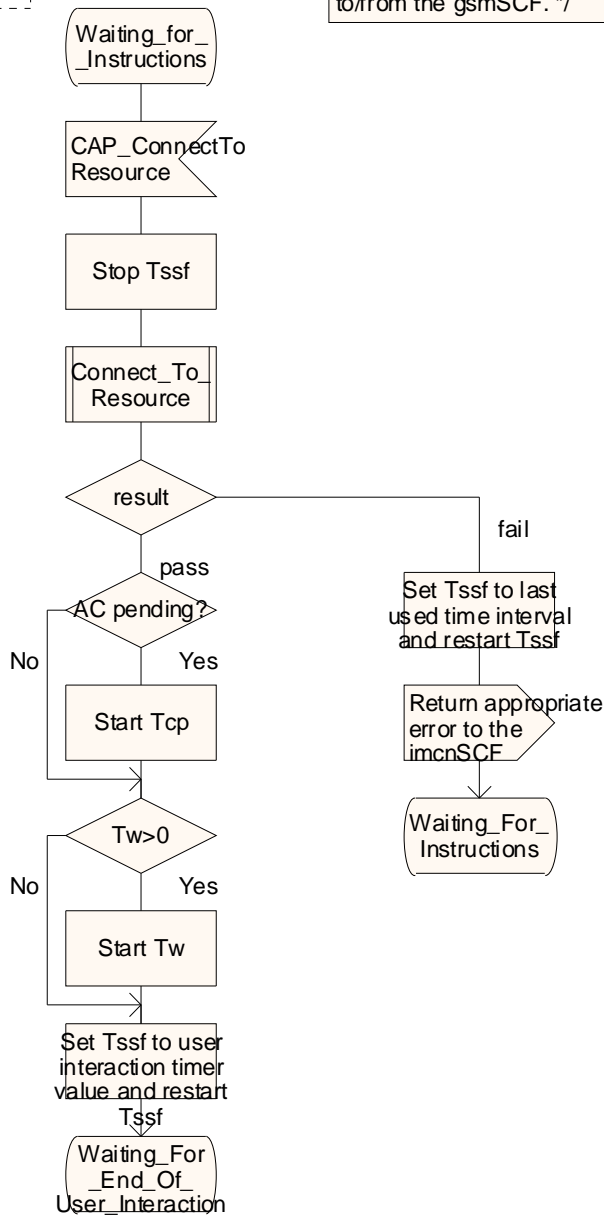 to/from the gsmSCF. */
Waiting_for_
_Instructions
CAP_ConnectTo
Resource
Stop Tssf
Connect_To_
Resource
result
fail
pass
Set Tssf to last
used time interval
and restart Tssf
AC pending?
No
Yes
Start Tcp
Return appropriate
error to the
imcnSCF
Waiting_For_
Instructions
Tw>0
No
Yes
Start Tw
Set Tssf to user
interaction timer
value and restart
Tssf
Waiting_For
_End_Of_
User_Interaction